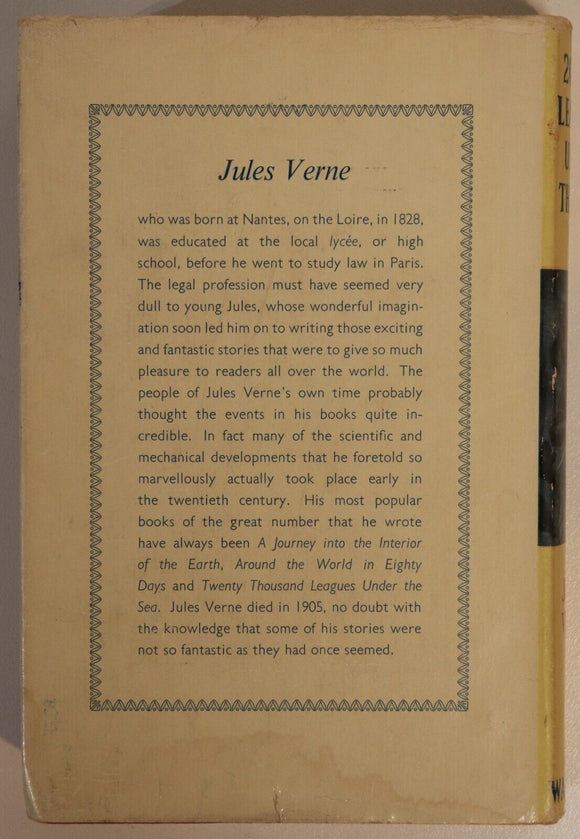 Jules Verne
who was born at Nantes, on the Loire, in 1828,
was educated at the local lycée, or high
school, before he went to study law in Paris.
The legal profession must have seemed very
dull to young Jules, whose wonderful imagin-
ation soon led him on to writing those exciting
and fantastic stories that were to give so much
pleasure to readers all over the world. The
people of Jules Verne's own time probably
thought the events in his books quite in-
credible. In fact many of the scientific and
mechanical developments that he foretold so
marvellously actually took place early in
the twentieth century. His most popular
books of the great number that he wrote
have always been A Journey into the Interior
of the Earth, Around the World in Eighty
Days and Twenty Thousand Leagues Under the
Sea. Jules Verne died in 1905, no doubt with
the knowledge that some of his stories were
not so fantastic as they had once seemed.